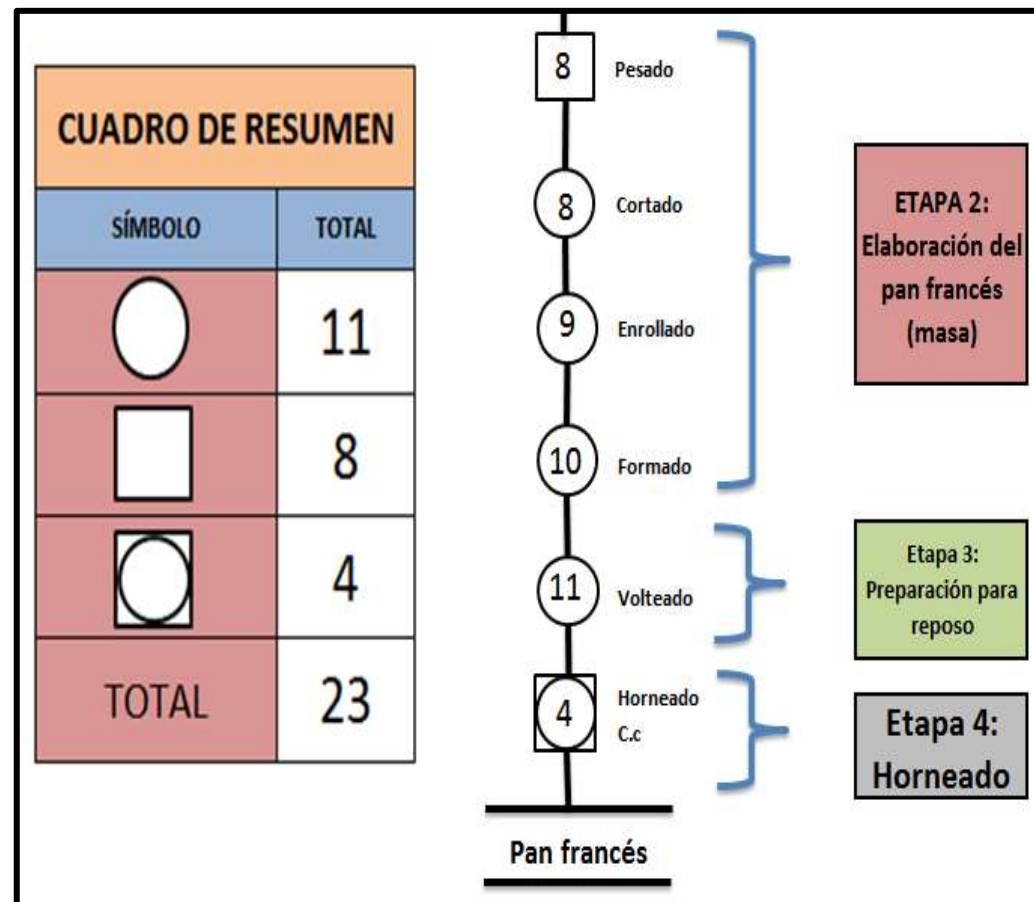 CUADRO DE RESUMEN
SÍMBOLO TOTAL
11
8
4
TOTAL 23
8 Pesado
8 Cortado
9 Enrollado
10 Formado
11 Volteado
4 Horneado
C.c
Pan francés
ETAPA 2:
Elaboración del
pan francés
(masa)
Etapa 3:
Preparación para
reposo
Etapa 4:
Horneado